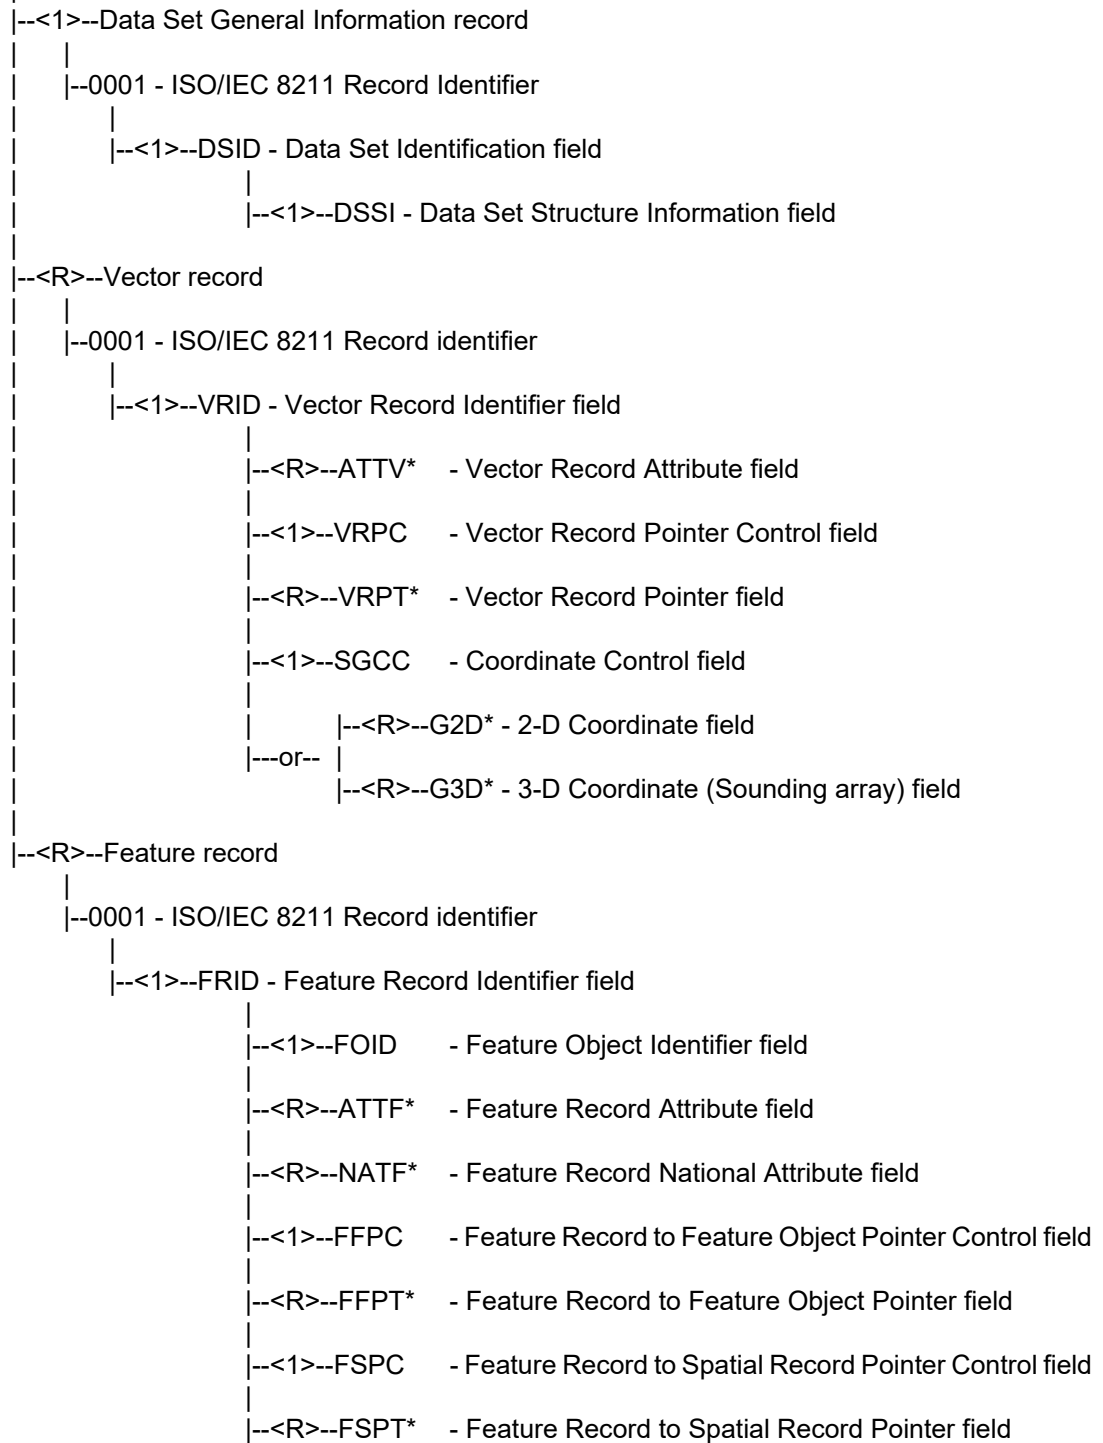 |--<1>--Data Set General Information record
|--0001 - ISO/IEC 8211 Record Identifier
|--<1>--DSID - Data Set Identification field
|--<1>--DSSI - Data Set Structure Information field
|--<R>--Vector record
|--0001 - ISO/IEC 8211 Record identifier
|--<1>--VRID - Vector Record Identifier field
|--<R>--ATTV* - Vector Record Attribute field
|--<1>--VRPC - Vector Record Pointer Control field
|--<R>--VRPT* - Vector Record Pointer field
|--<1>--SGCC - Coordinate Control field
|--<R>--G2D* - 2-D Coordinate field
|---or-- |
|--<R>--G3D* - 3-D Coordinate (Sounding array) field
|--<R>--Feature record
|--0001 - ISO/IEC 8211 Record identifier
|--<1>--FRID - Feature Record Identifier field
|--<1>--FOID - Feature Object Identifier field
|--<R>--ATTF* - Feature Record Attribute field
|--<R>--NATF* - Feature Record National Attribute field
|--<1>--FFPC - Feature Record to Feature Object Pointer Control field
|--<R>--FFPT* - Feature Record to Feature Object Pointer field
|--<1>--FSPC - Feature Record to Spatial Record Pointer Control field
|--<R>--FSPT* - Feature Record to Spatial Record Pointer field